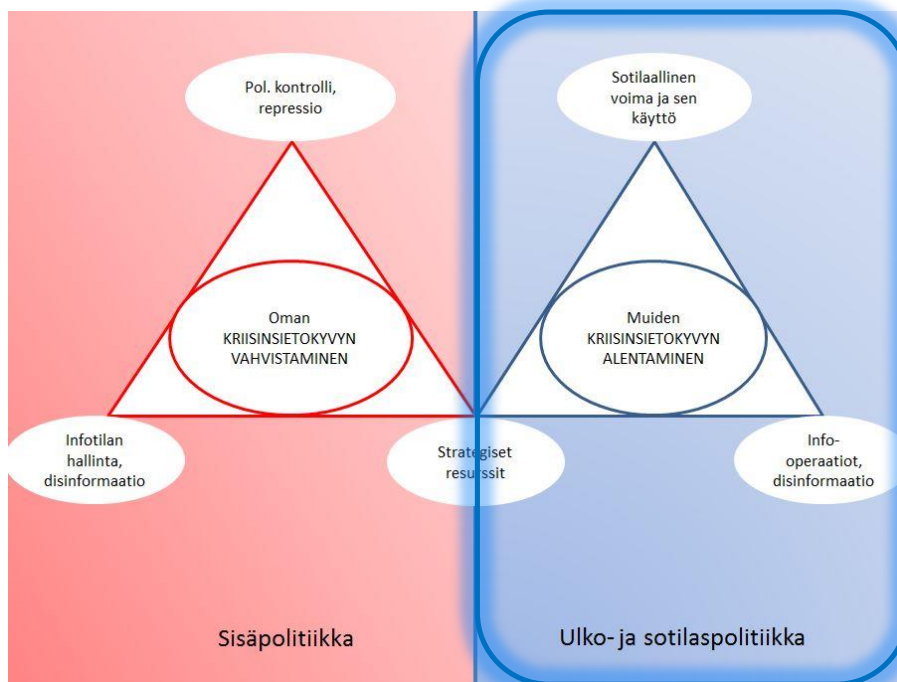 Pol. kontrolli,
repressio
Oman
KRIISINSIETOKYVYN
VAHVISTAMINEN
Infotilan
hallinta,
disinformaatio
Strategiset
resurssit
Sisäpolitiikka
Sotilaallinen
voima ja sen
käyttö
Muiden
KRIISINSIETOKYVYN
ALENTAMINEN
Info-
operaatiot,
disinformaatio
Ulko- ja sotilaspolitiikka